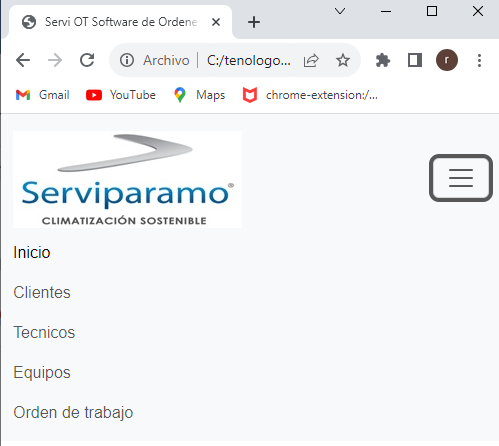 Servi OT Software de Ordene
Archivo C:/tenologo...
r
Gmail YouTube Maps chrome-extension:/...
Serviparamo®
CLIMATIZACIÓN SOSTENIBLE
Inicio
Clientes
Tecnicos
Equipos
Orden de trabajo